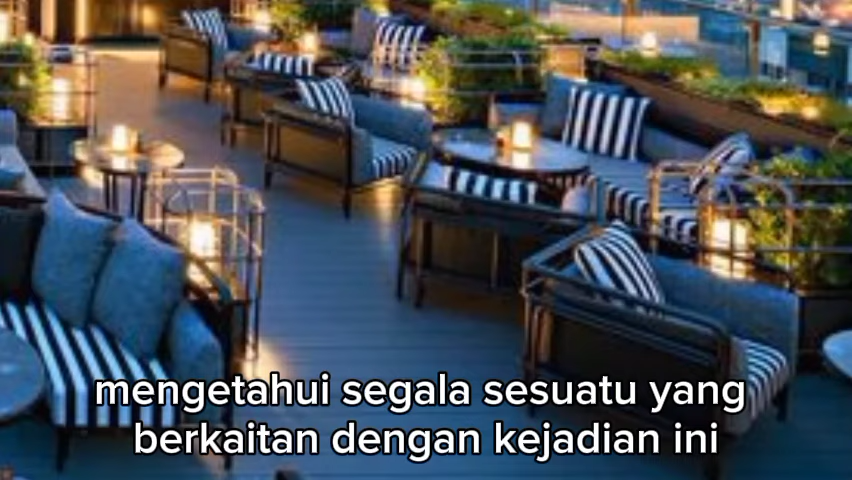 mengetahui segala sesuatu yang
berkaitan dengan kejadian ini